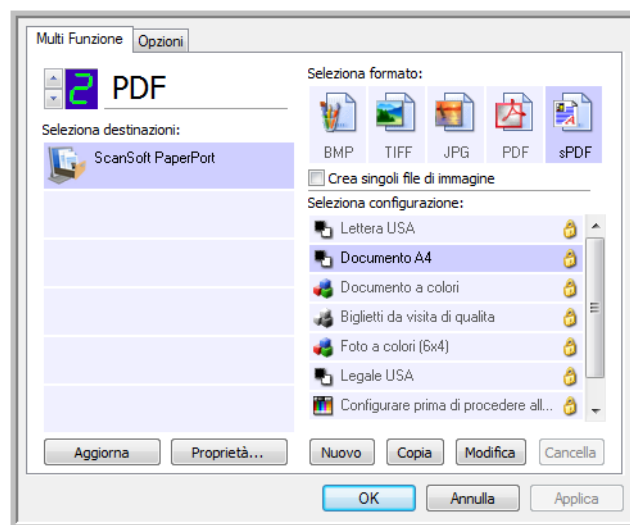 Multi Funzione Opzioni
2 PDF
Seleziona destinazioni:
ScanSoft PaperPort
Seleziona formato:
BMP TIFF JPG PDF sPDF
Crea singoli file di immagine
Seleziona configurazione:
Lettera USA
Documento A4
Documento a colori
Biglietti da visita di qualita
Foto a colori (6x4)
Legale USA
Configurare prima di procedere all...
Aggiorna Proprietà... Nuovo Copia Modifica Cancella
OK Annulla Applica